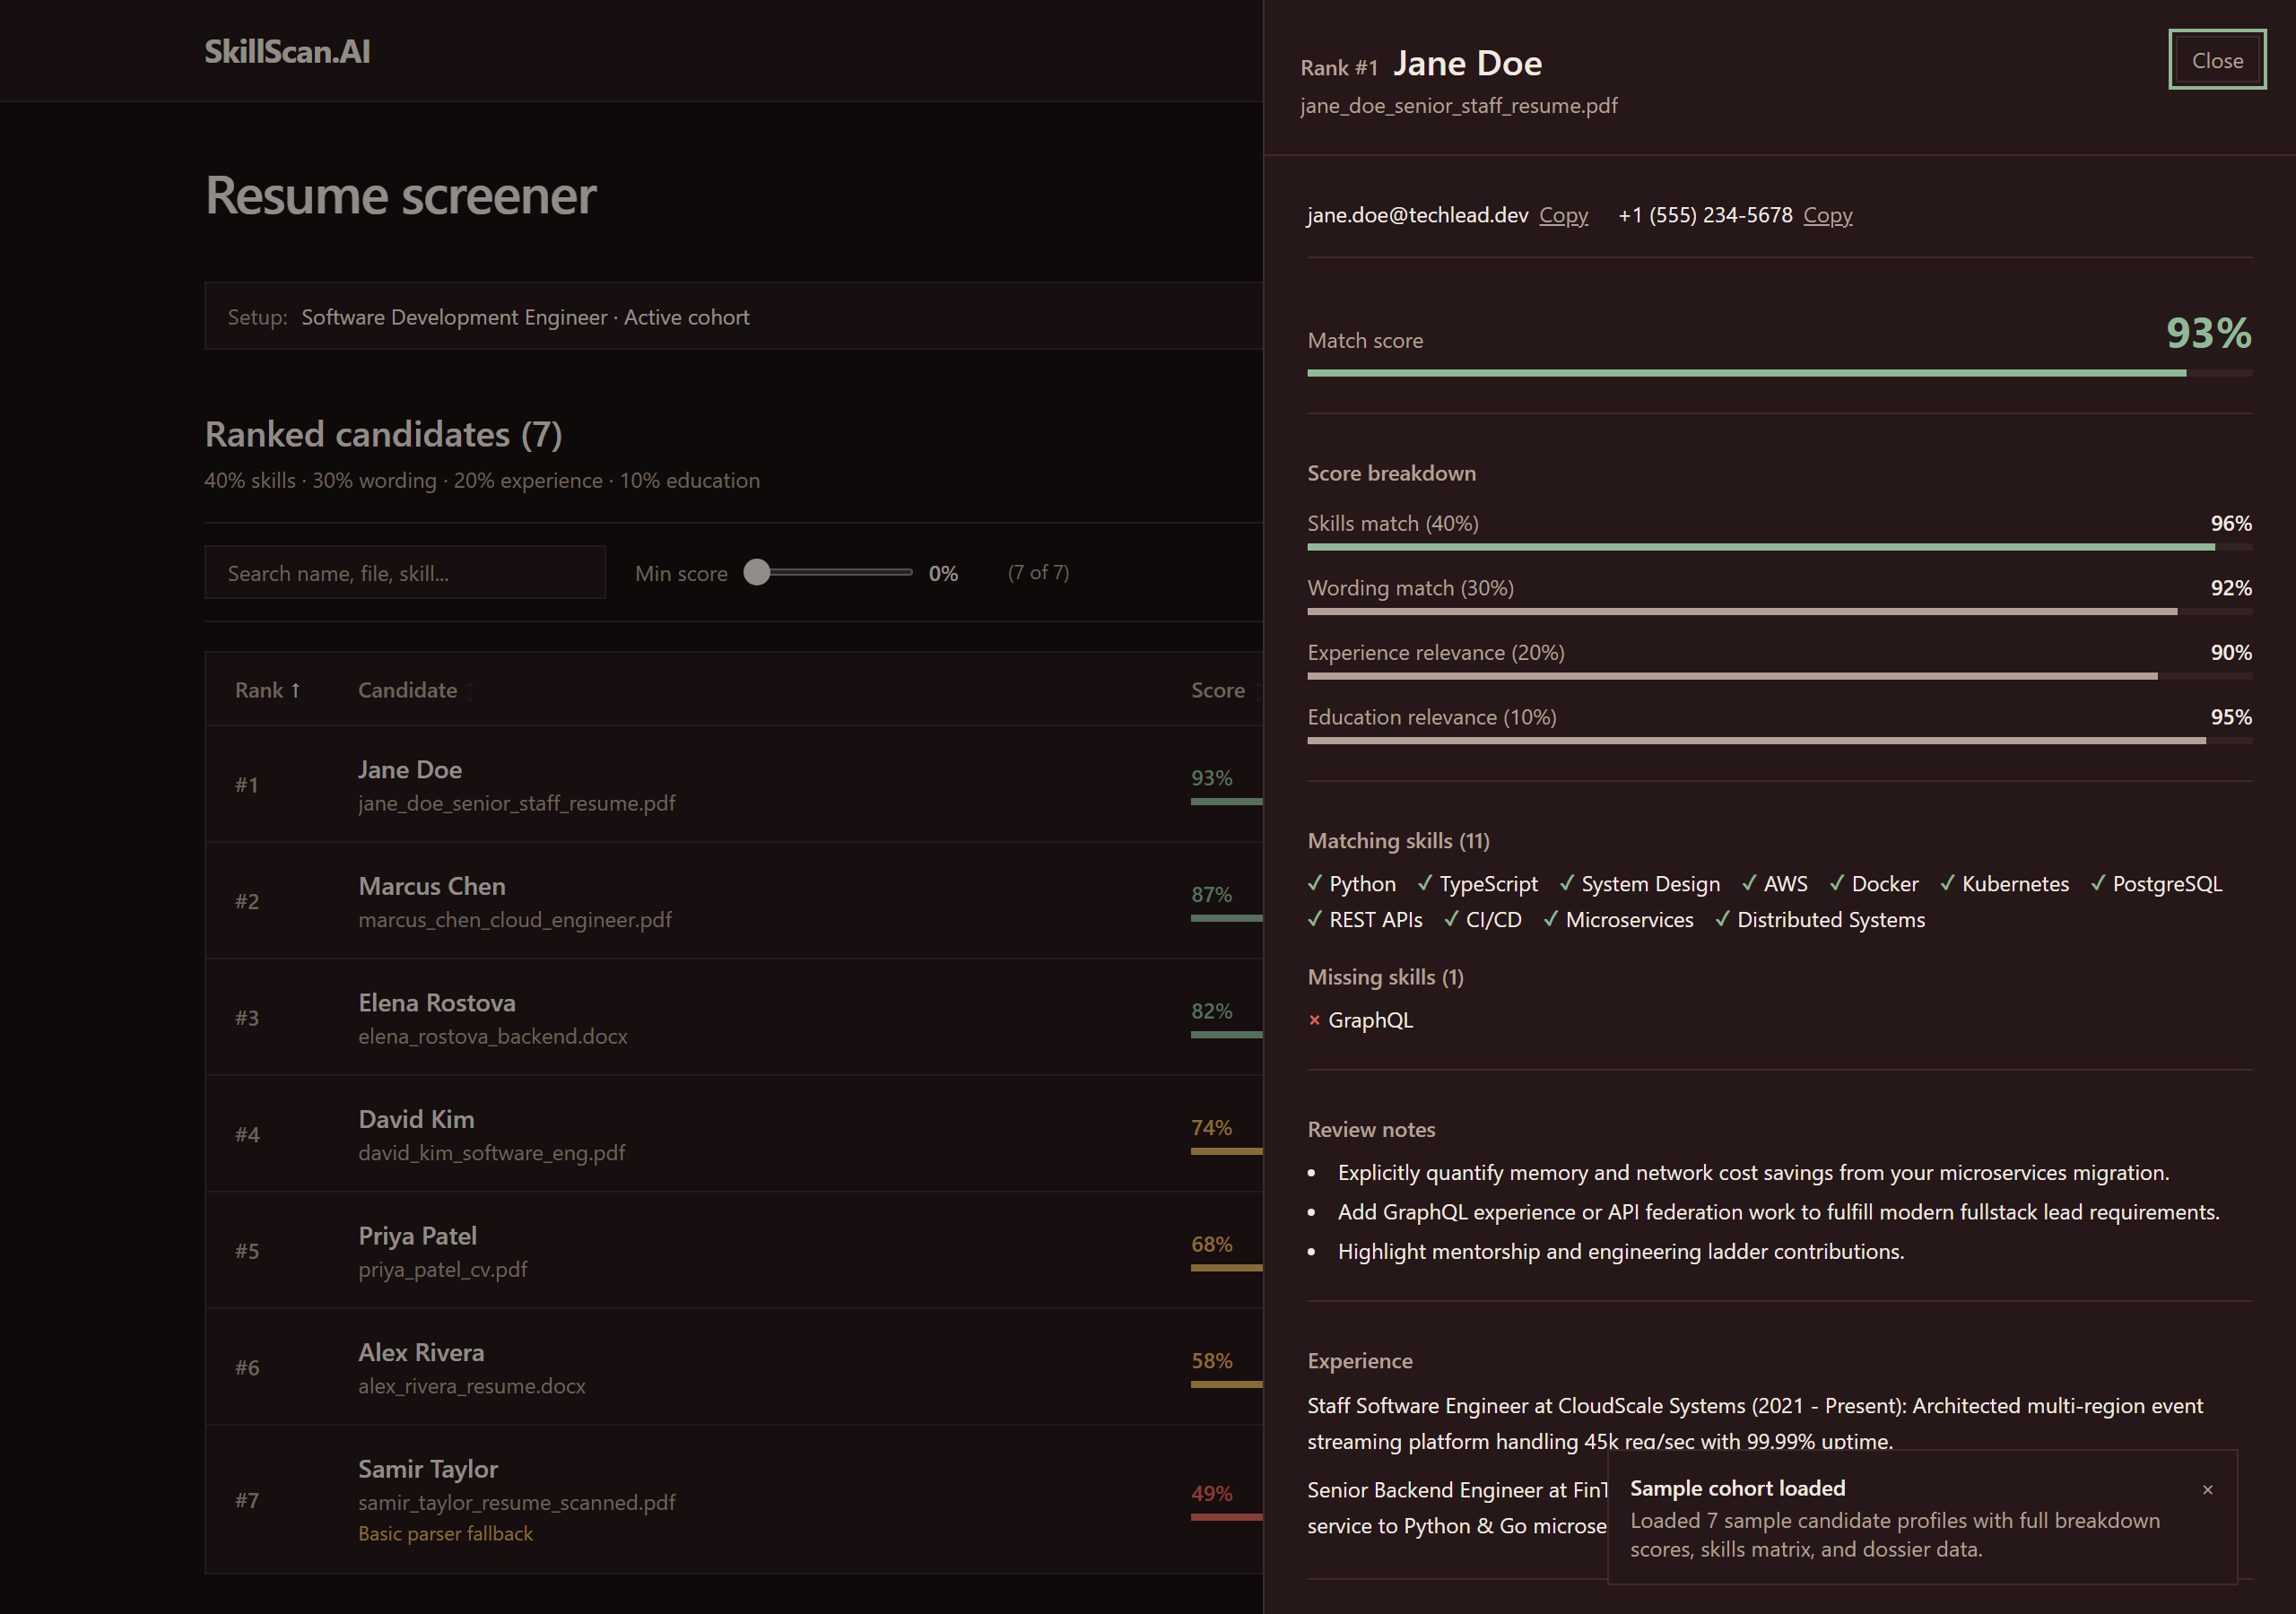 SkillScan.AI
Resume screener
Setup: Software Development Engineer · Active cohort
Ranked candidates (7)
40% skills · 30% wording · 20% experience · 10% education
Search name, file, skill...
Min score 0% (7 of 7)
Rank ↑ Candidate Score
#1 Jane Doe 93%
jane_doe_senior_staff_resume.pdf
#2 Marcus Chen 87%
marcus_chen_cloud_engineer.pdf
#3 Elena Rostova 82%
elena_rostova_backend.docx
#4 David Kim 74%
david_kim_software_eng.pdf
#5 Priya Patel 68%
priya_patel_cv.pdf
#6 Alex Rivera 58%
alex_rivera_resume.docx
#7 Samir Taylor 49%
samir_taylor_resume_scanned.pdf
Basic parser fallback
Rank #1 Jane Doe
jane_doe_senior_staff_resume.pdf
Close
jane.doe@techlead.dev Copy +1 (555) 234-5678 Copy
Match score 93%
Score breakdown
Skills match (40%) 96%
Wording match (30%) 92%
Experience relevance (20%) 90%
Education relevance (10%) 95%
Matching skills (11)
✓ Python ✓ TypeScript ✓ System Design ✓ AWS ✓ Docker ✓ Kubernetes ✓ PostgreSQL
✓ REST APIs ✓ CI/CD ✓ Microservices ✓ Distributed Systems
Missing skills (1)
× GraphQL
Review notes
• Explicitly quantify memory and network cost savings from your microservices migration.
• Add GraphQL experience or API federation work to fulfill modern fullstack lead requirements.
• Highlight mentorship and engineering ladder contributions.
Experience
Staff Software Engineer at CloudScale Systems (2021 - Present): Architected multi-region event
streaming platform handling 45k req/sec with 99.99% uptime.
Senior Backend Engineer at FinT
service to Python & Go microse
Sample cohort loaded ×
Loaded 7 sample candidate profiles with full breakdown
scores, skills matrix, and dossier data.